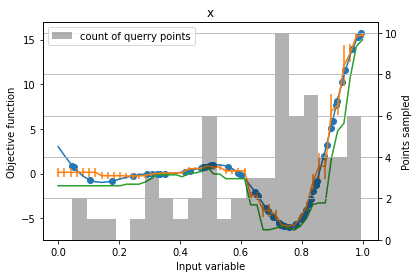 x
count of querry points
Objective function
15
10
5
0
−5
10
8
6
4
2
0
Points sampled
0.0 0.2 0.4 0.6 0.8 1.0
Input variable